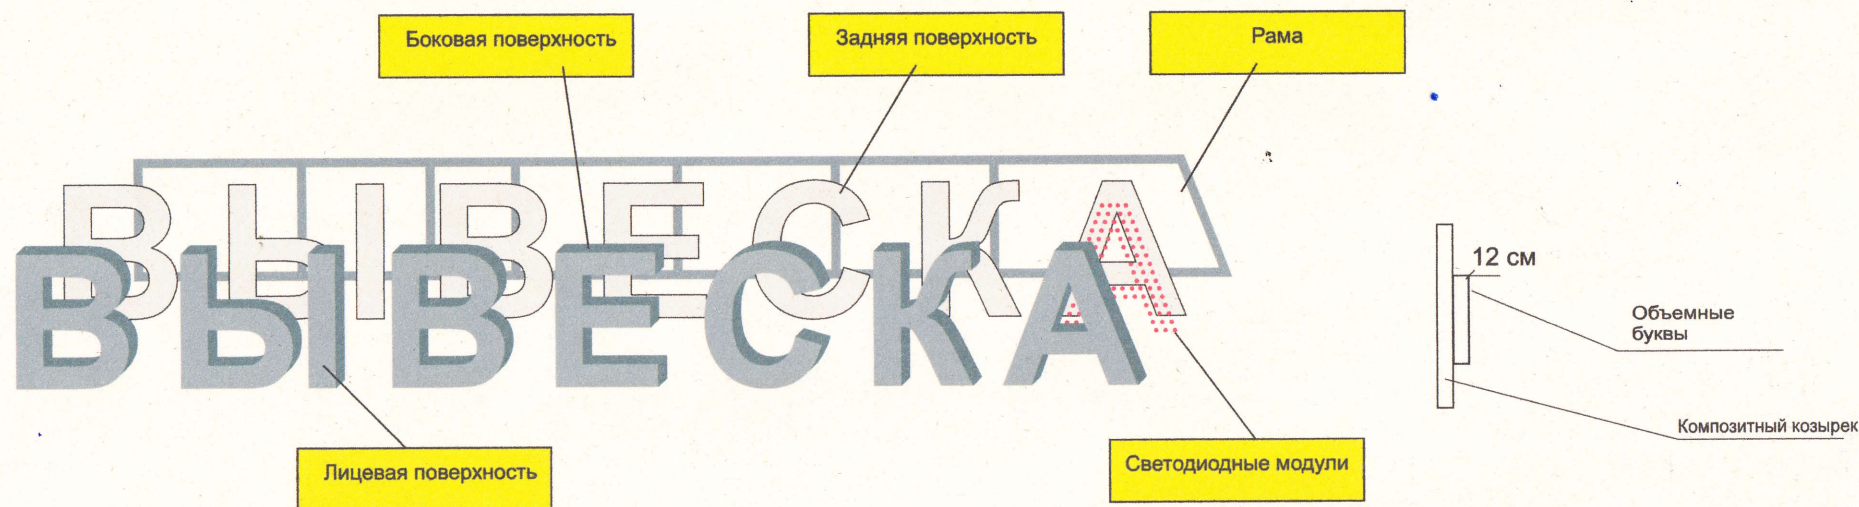 Боковая поверхность
Задняя поверхность
Рама
ВЫВЕСКА
ВЫВЕСКА
12 см
Объемные
буквы
Композитный козырек
Лицевая поверхность
Светодиодные модули